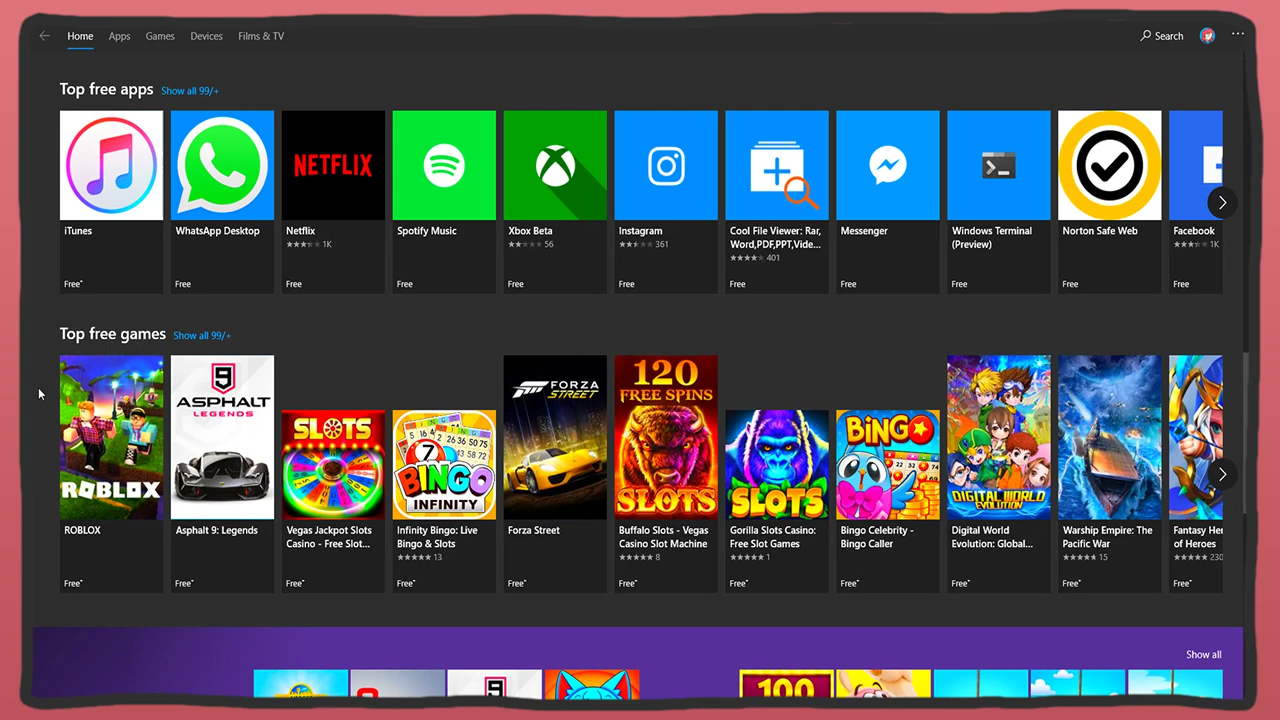 Home Apps Games Devices Films & TV Search
Top free apps Show all 99/+
NETFLIX
iTunes
Free+
WhatsApp Desktop
Free
Netflix
1K
Free
Spotify Music
Free
Xbox Beta
56
Free
Instagram
361
Free
Cool File Viewer: Rar,
Word,PDF,PPT,Vide...
401
Free
Messenger
Free
Windows Terminal
(Preview)
Free
Norton Safe Web
Free
Facebook
1K
Free
Top free games Show all 99/+
ROBLOX
ROBLOX
Free+
9
ASPHALT
LEGENDS
Asphalt 9: Legends
Free+
SLOTS
Vegas Jackpot Slots
Casino - Free Slot...
Free+
7
BINGO
INFINITY
Infinity Bingo: Live
Bingo & Slots
13
Free+
FORZA
STREET
Forza Street
Free+
120
FREE SPINS
SLOTS
Buffalo Slots - Vegas
Casino Slot Machine
8
Free+
SLOTS
Gorilla Slots Casino:
Free Slot Games
1
Free+
BINGO
Bingo Celebrity -
Bingo Caller
Free+
DIGITAL WORLD
EVOLUTION
Digital World
Evolution: Global...
Free+
Warship Empire: The
Pacific War
15
Free+
Fantasy Her
of Heroes
230
Free+
Show all
9
100